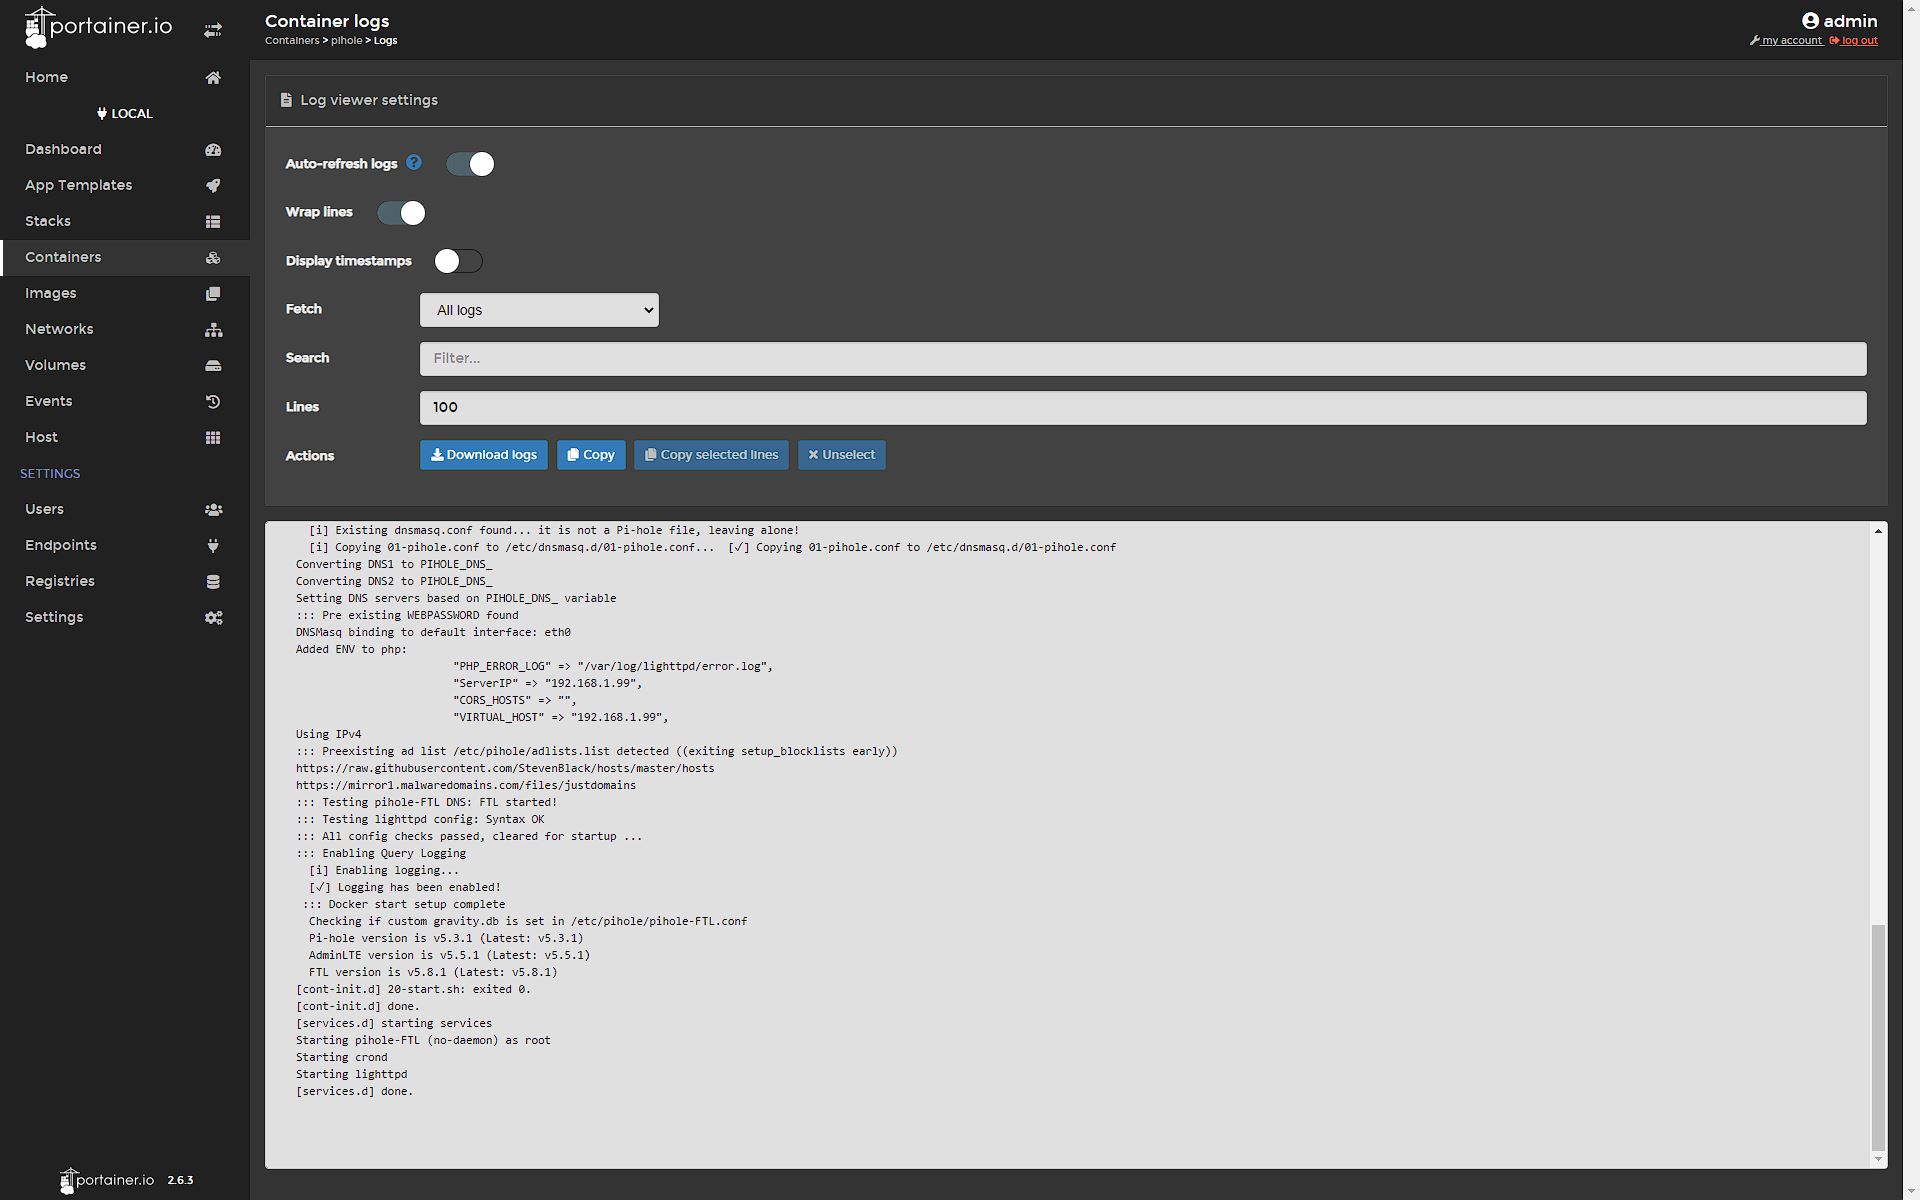 portainer.io
Container logs
Containers > pihole > Logs
admin
my account log out
Home
LOCAL
Dashboard
App Templates
Stacks
Containers
Images
Networks
Volumes
Events
Host
SETTINGS
Users
Endpoints
Registries
Settings
portainer.io 2.6.3
Log viewer settings
Auto-refresh logs ?
Wrap lines
Display timestamps
Fetch All logs
Search Filter...
Lines 100
Actions Download logs Copy Copy selected lines Unselect
[i] Existing dnsmasq.conf found... it is not a Pi-hole file, leaving alone!
[i] Copying 01-pihole.conf to /etc/dnsmasq.d/01-pihole.conf... [✓] Copying 01-pihole.conf to /etc/dnsmasq.d/01-pihole.conf
Converting DNS1 to PIHOLE_DNS_
Converting DNS2 to PIHOLE_DNS_
Setting DNS servers based on PIHOLE_DNS_ variable
::: Pre existing WEBPASSWORD found
DNSMasq binding to default interface: eth0
Added ENV to php:
"PHP_ERROR_LOG" => "/var/log/lighttpd/error.log",
"ServerIP" => "192.168.1.99",
"CORS_HOSTS" => "",
"VIRTUAL_HOST" => "192.168.1.99",
Using IPv4
::: Preexisting ad list /etc/pihole/adlists.list detected ((exiting setup_blocklists early))
https://raw.githubusercontent.com/StevenBlack/hosts/master/hosts
https://mirror1.malwaredomains.com/files/justdomains
::: Testing pihole-FTL DNS: FTL started!
::: Testing lighttpd config: Syntax OK
::: All config checks passed, cleared for startup ...
::: Enabling Query Logging
[i] Enabling logging...
[✓] Logging has been enabled!
::: Docker start setup complete
Checking if custom gravity.db is set in /etc/pihole/pihole-FTL.conf
Pi-hole version is v5.3.1 (Latest: v5.3.1)
AdminLTE version is v5.5.1 (Latest: v5.5.1)
FTL version is v5.8.1 (Latest: v5.8.1)
[cont-init.d] 20-start.sh: exited 0.
[cont-init.d] done.
[services.d] starting services
Starting pihole-FTL (no-daemon) as root
Starting crond
Starting lighttpd
[services.d] done.